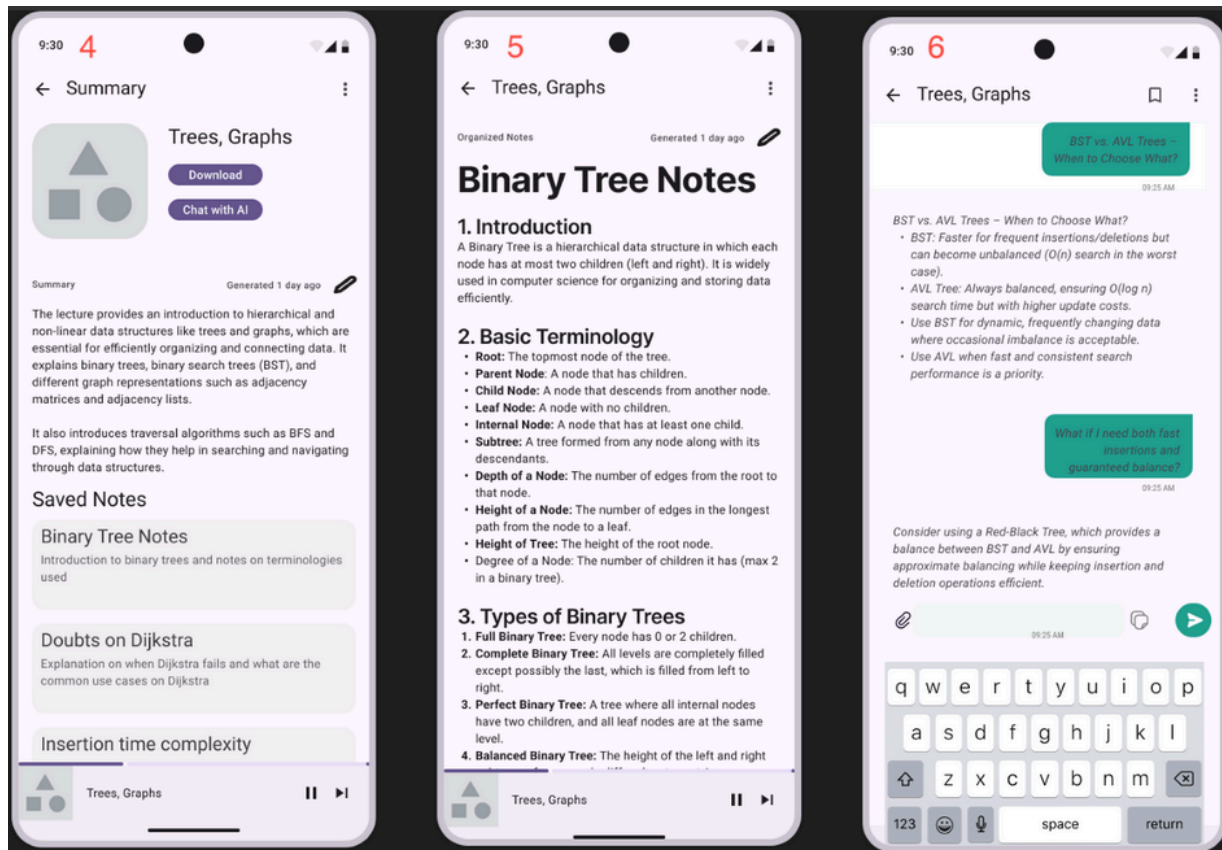 9:30 4
Summary
Trees, Graphs
Download
Chat with AI
Summary Generated 1 day ago
The lecture provides an introduction to hierarchical and
non-linear data structures like trees and graphs, which are
essential for efficiently organizing and connecting data. It
explains binary trees, binary search trees (BST), and
different graph representations such as adjacency
matrices and adjacency lists.
It also introduces traversal algorithms such as BFS and
DFS, explaining how they help in searching and navigating
through data structures.
Saved Notes
Binary Tree Notes
Introduction to binary trees and notes on terminologies
used
Doubts on Dijkstra
Explanation on when Dijkstra fails and what are the
common use cases on Dijkstra
Insertion time complexity
Trees, Graphs
9:30 5
Trees, Graphs
Organized Notes Generated 1 day ago
Binary Tree Notes
1. Introduction
A Binary Tree is a hierarchical data structure in which each
node has at most two children (left and right). It is widely
used in computer science for organizing and storing data
efficiently.
2. Basic Terminology
• Root: The topmost node of the tree.
• Parent Node: A node that has children.
• Child Node: A node that descends from another node.
• Leaf Node: A node with no children.
• Internal Node: A node that has at least one child.
• Subtree: A tree formed from any node along with its
descendants.
• Depth of a Node: The number of edges from the root to
that node.
• Height of a Node: The number of edges in the longest
path from the node to a leaf.
• Height of Tree: The height of the root node.
• Degree of a Node: The number of children it has (max 2
in a binary tree).
3. Types of Binary Trees
1. Full Binary Tree: Every node has 0 or 2 children.
2. Complete Binary Tree: All levels are completely filled
except possibly the last, which is filled from left to
right.
3. Perfect Binary Tree: A tree where all internal nodes
have two children, and all leaf nodes are at the same
level.
4. Balanced Binary Tree: The height of the left and right
Trees, Graphs
9:30 6
Trees, Graphs
BST vs. AVL Trees –
When to Choose What?
09:25 AM
BST vs. AVL Trees – When to Choose What?
• BST: Faster for frequent insertions/deletions but
can become unbalanced (O(n) search in the worst
case).
• AVL Tree: Always balanced, ensuring O(log n)
search time but with higher update costs.
• Use BST for dynamic, frequently changing data
where occasional imbalance is acceptable.
• Use AVL when fast and consistent search
performance is a priority.
What if I need both fast
insertions and
guaranteed balance?
09:25 AM
Consider using a Red-Black Tree, which provides a
balance between BST and AVL by ensuring
approximate balancing while keeping insertion and
deletion operations efficient.
09:25 AM
q w e r t y u i o p
a s d f g h j k l
z x c v b n m
123 space return